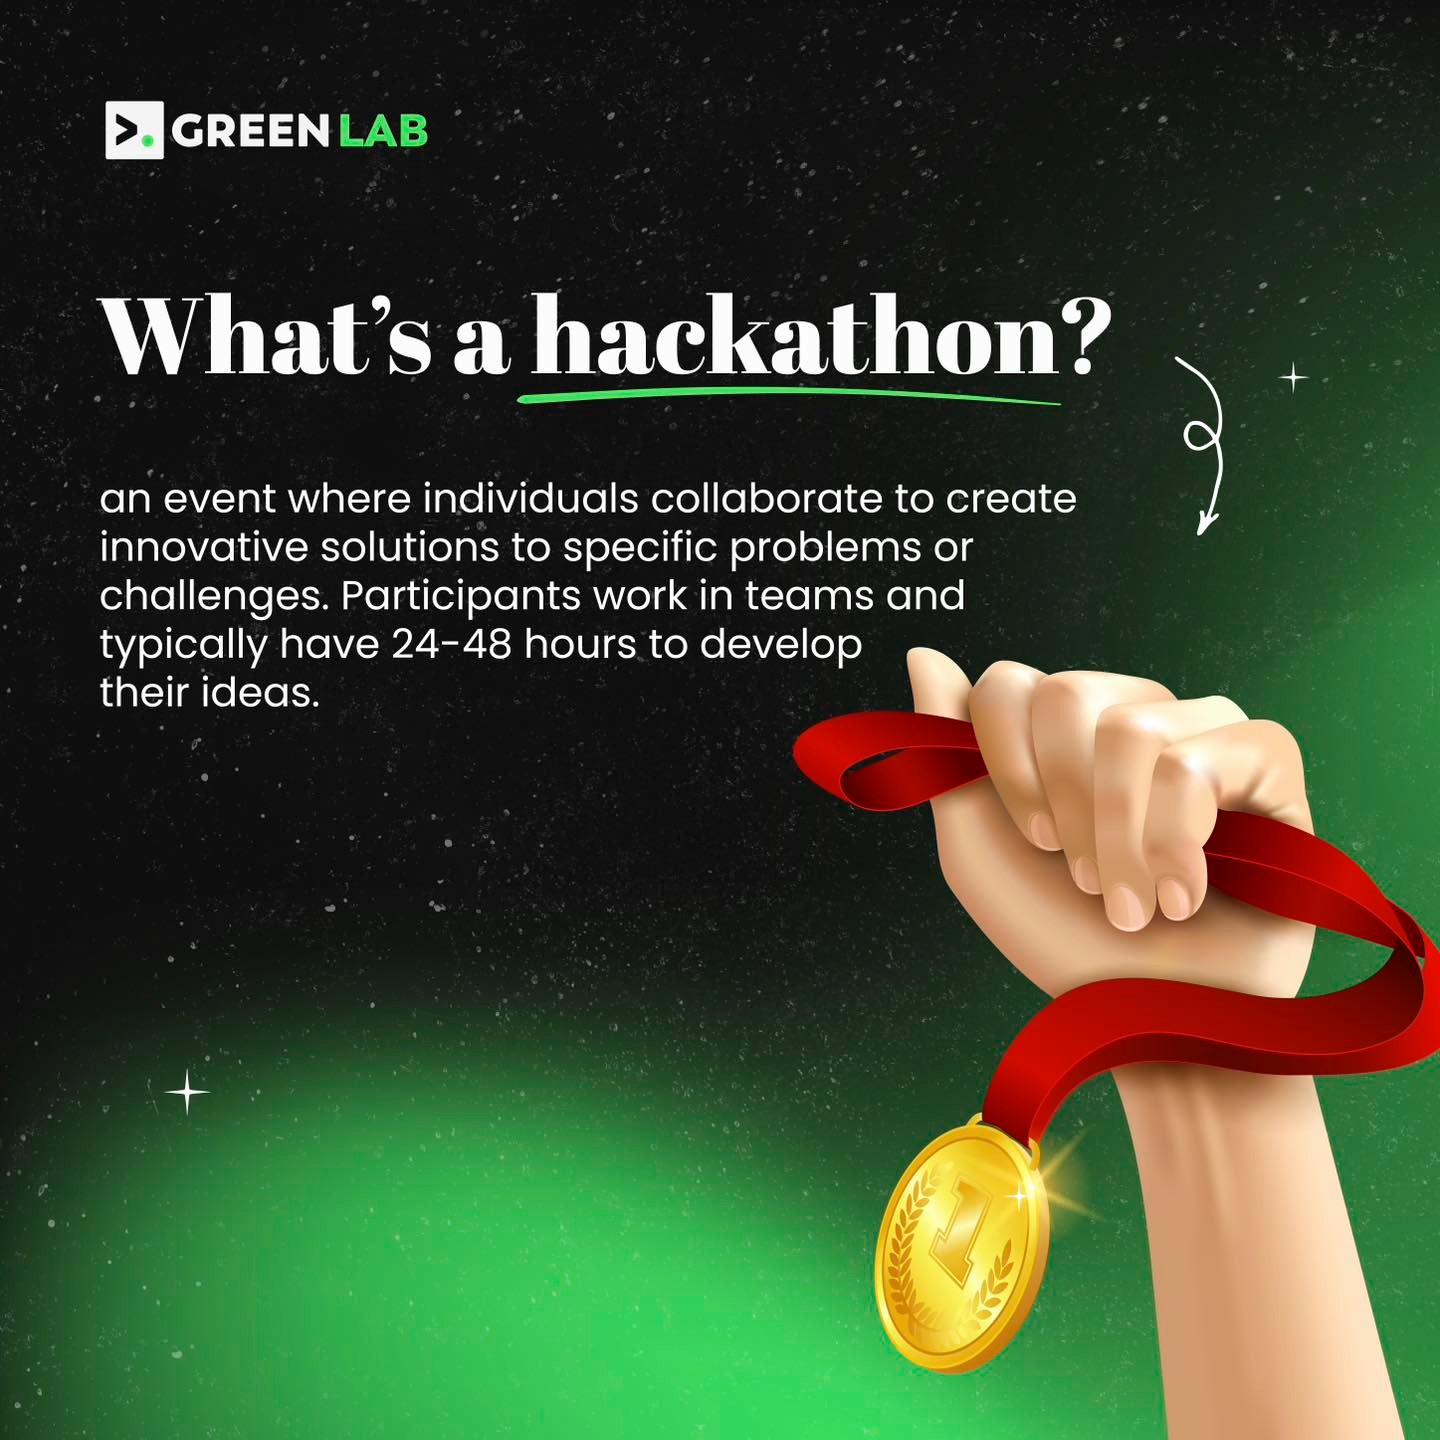 GREEN LAB
What's a hackathon?
an event where individuals collaborate to create
innovative solutions to specific problems or
challenges. Participants work in teams and
typically have 24-48 hours to develop
their ideas.
1